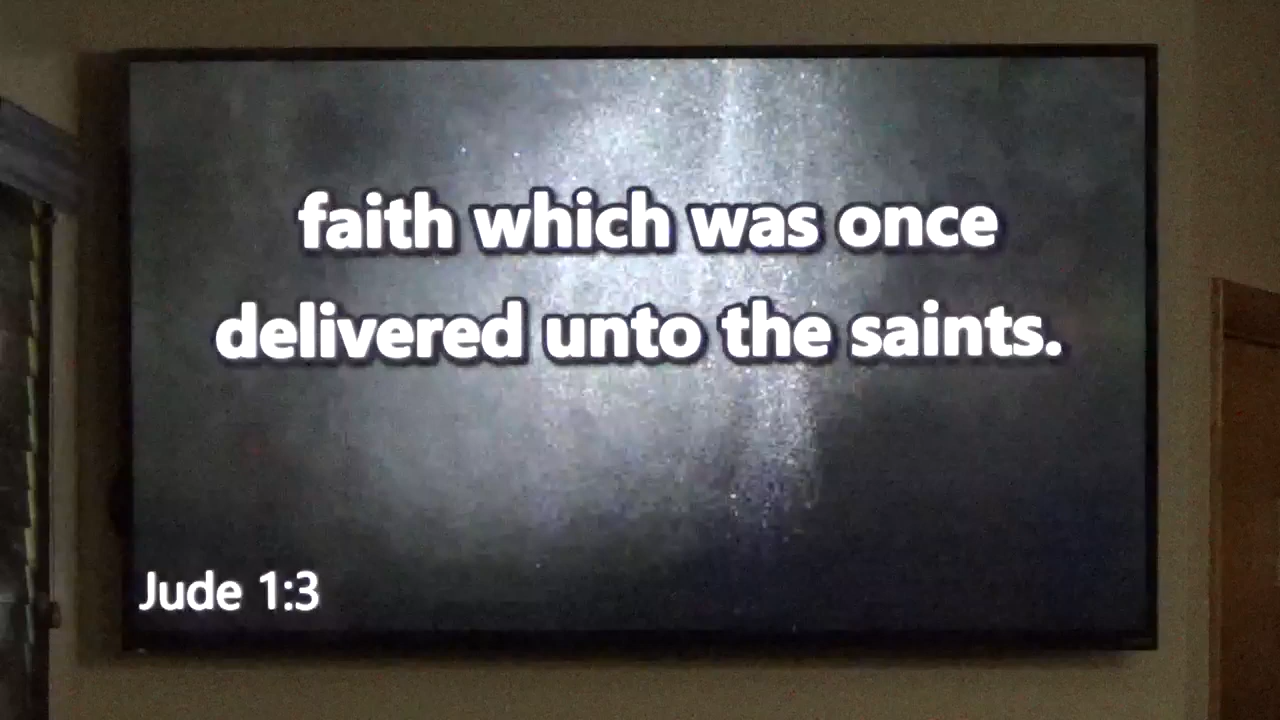 faith which was once
delivered unto the saints.
Jude 1:3